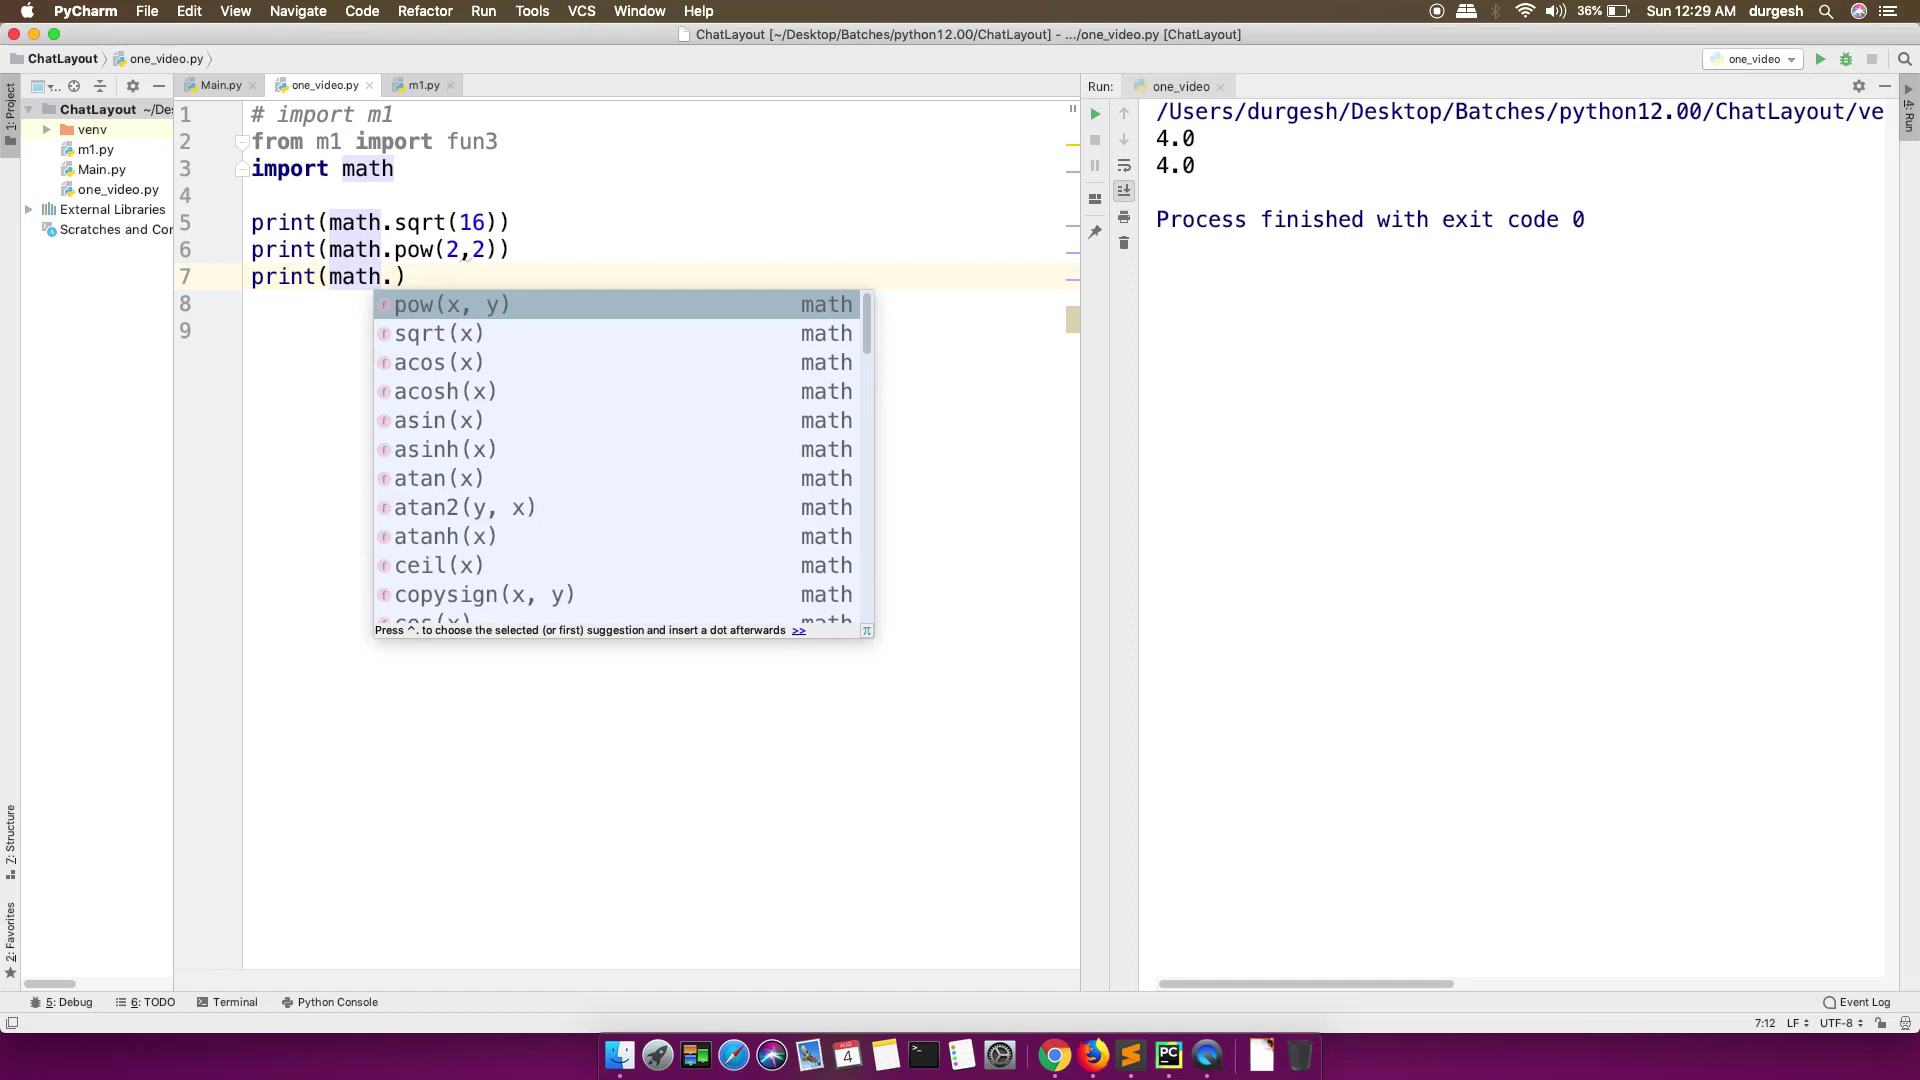 PyCharm File Edit View Navigate Code Refactor Run Tools VCS Window Help 36% Sun 12:29 AM durgesh
ChatLayout [~/Desktop/Batches/python12.00/ChatLayout] - .../one_video.py [ChatLayout]
ChatLayout one_video.py one_video
1: Project
Main.py one_video.py m1.py
ChatLayout ~/Des
venv
m1.py
Main.py
one_video.py
External Libraries
Scratches and Cor
Z: Structure
2: Favorites
1 # import m1
2 from m1 import fun3
3 import math
4
5 print(math.sqrt(16))
6 print(math.pow(2,2))
7 print(math.)
8
9
pow(x, y) math
sqrt(x) math
acos(x) math
acosh(x) math
asin(x) math
asinh(x) math
atan(x) math
atan2(y, x) math
atanh(x) math
ceil(x) math
copysign(x, y) math
cos(x) math
Press ^. to choose the selected (or first) suggestion and insert a dot afterwards >> π
Run: one_video
/Users/durgesh/Desktop/Batches/python12.00/ChatLayout/ve
4.0
4.0
Process finished with exit code 0
4: Run
5: Debug 6: TODO Terminal Python Console Event Log
7:12 LF UTF-8
AUG
4
PC